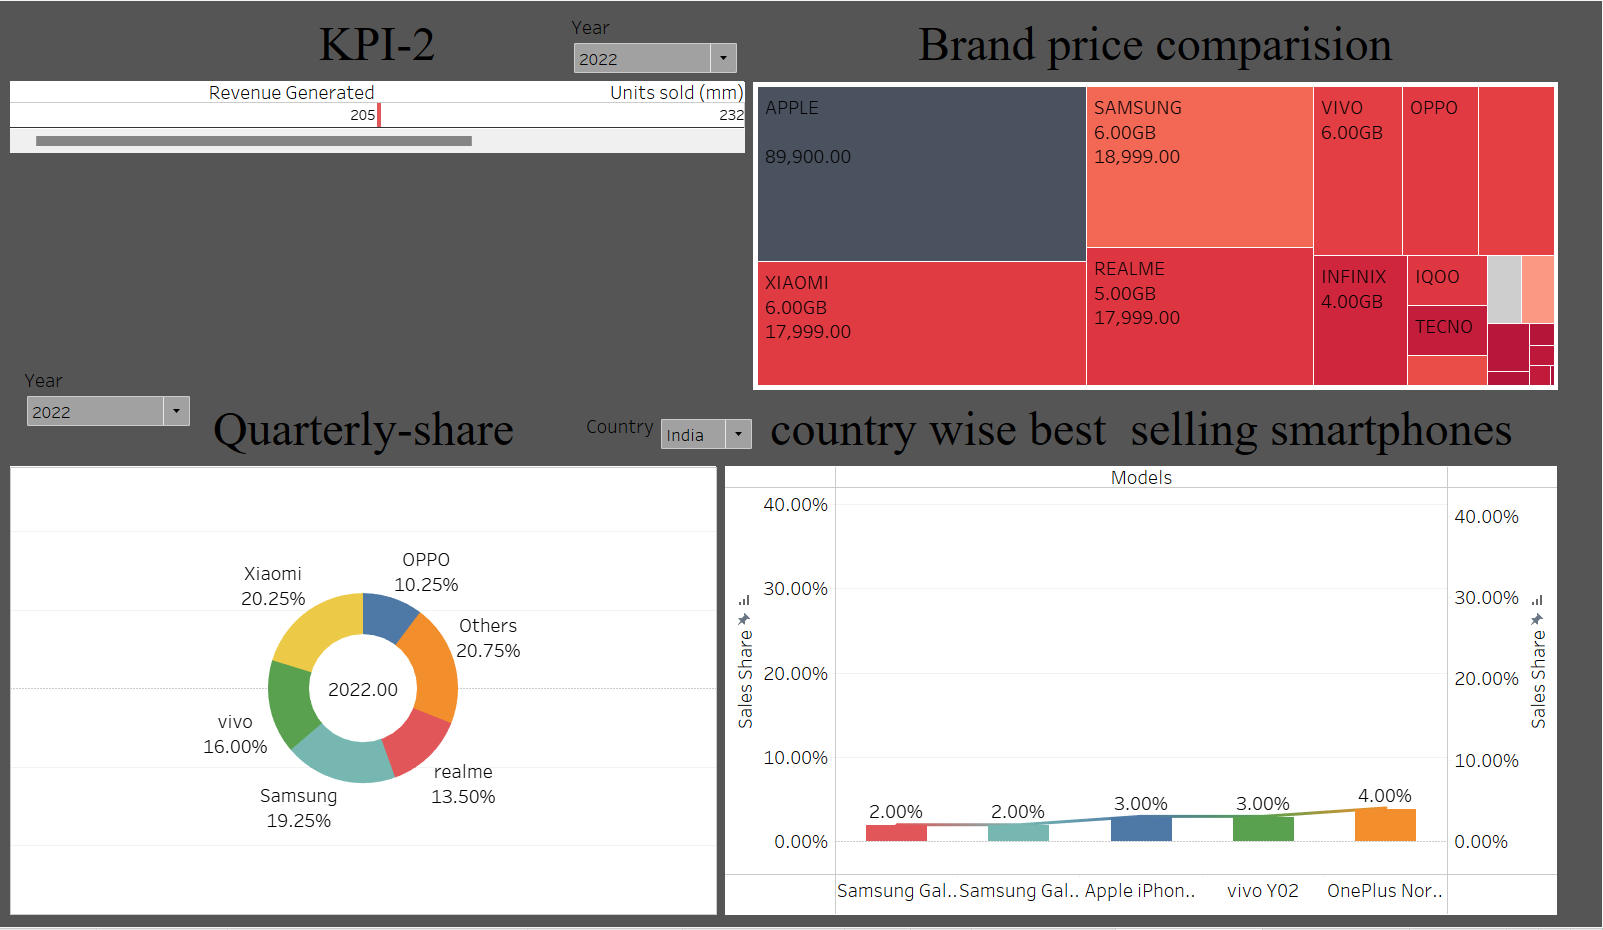 KPI-2
Year
2022
Revenue Generated
Units sold (mm)
205
232
Brand price comparision
APPLE
89,900.00
SAMSUNG
6.00GB
18,999.00
VIVO
6.00GB
OPPO
XIAOMI
6.00GB
17,999.00
REALME
5.00GB
17,999.00
INFINIX
4.00GB
IQOO
TECNO
Year
2022
Quarterly-share
Xiaomi
20.25%
OPPO
10.25%
Others
20.75%
2022.00
vivo
16.00%
realme
13.50%
Samsung
19.25%
Country
India
country wise best selling smartphones
Models
Sales Share
40.00%
30.00%
20.00%
10.00%
0.00%
2.00%
2.00%
3.00%
3.00%
4.00%
Samsung Gal..
Samsung Gal..
Apple iPhon..
vivo Y02
OnePlus Nor..
40.00%
30.00%
20.00%
10.00%
0.00%
Sales Share